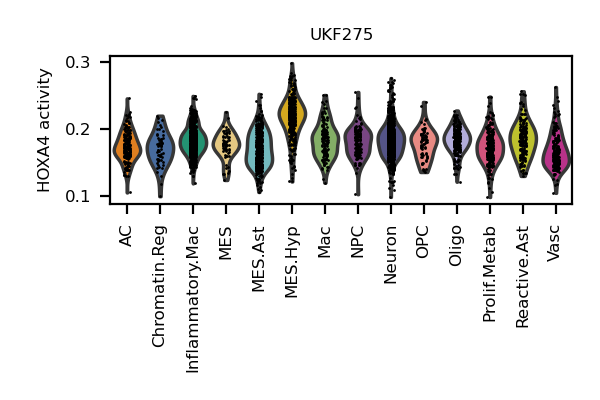 UKF275
HOXA4 activity
0.3
0.2
0.1
AC
Chromatin.Reg
Inflammatory.Mac
MES
MES.Ast
MES.Hyp
Mac
NPC
Neuron
OPC
Oligo
Prolif.Metab
Reactive.Ast
Vasc